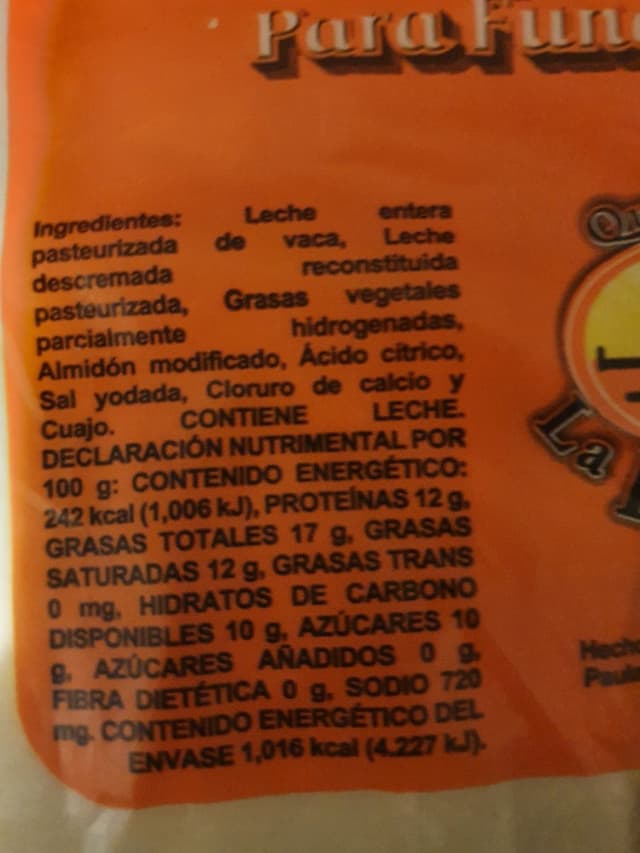 Para Fun
Ingredientes: Leche entera
pasteurizada de vaca, Leche
descremada reconstituida
pasteurizada, Grasas vegetales
parcialmente hidrogenadas,
Almidón modificado, Ácido cítrico,
Sal yodada, Cloruro de calcio y
Cuajo. CONTIENE LECHE.
DECLARACIÓN NUTRIMENTAL POR
100 g: CONTENIDO ENERGÉTICO:
242 kcal (1,006 kJ), PROTEÍNAS 12 g,
GRASAS TOTALES 17 g, GRASAS
SATURADAS 12 g, GRASAS TRANS
0 mg, HIDRATOS DE CARBONO
DISPONIBLES 10 g, AZÚCARES 10
g, AZÚCARES AÑADIDOS 0 g,
FIBRA DIETÉTICA 0 g, SODIO 720
mg. CONTENIDO ENERGÉTICO DEL
ENVASE 1,016 kcal (4.227 kJ).
La
Hecho